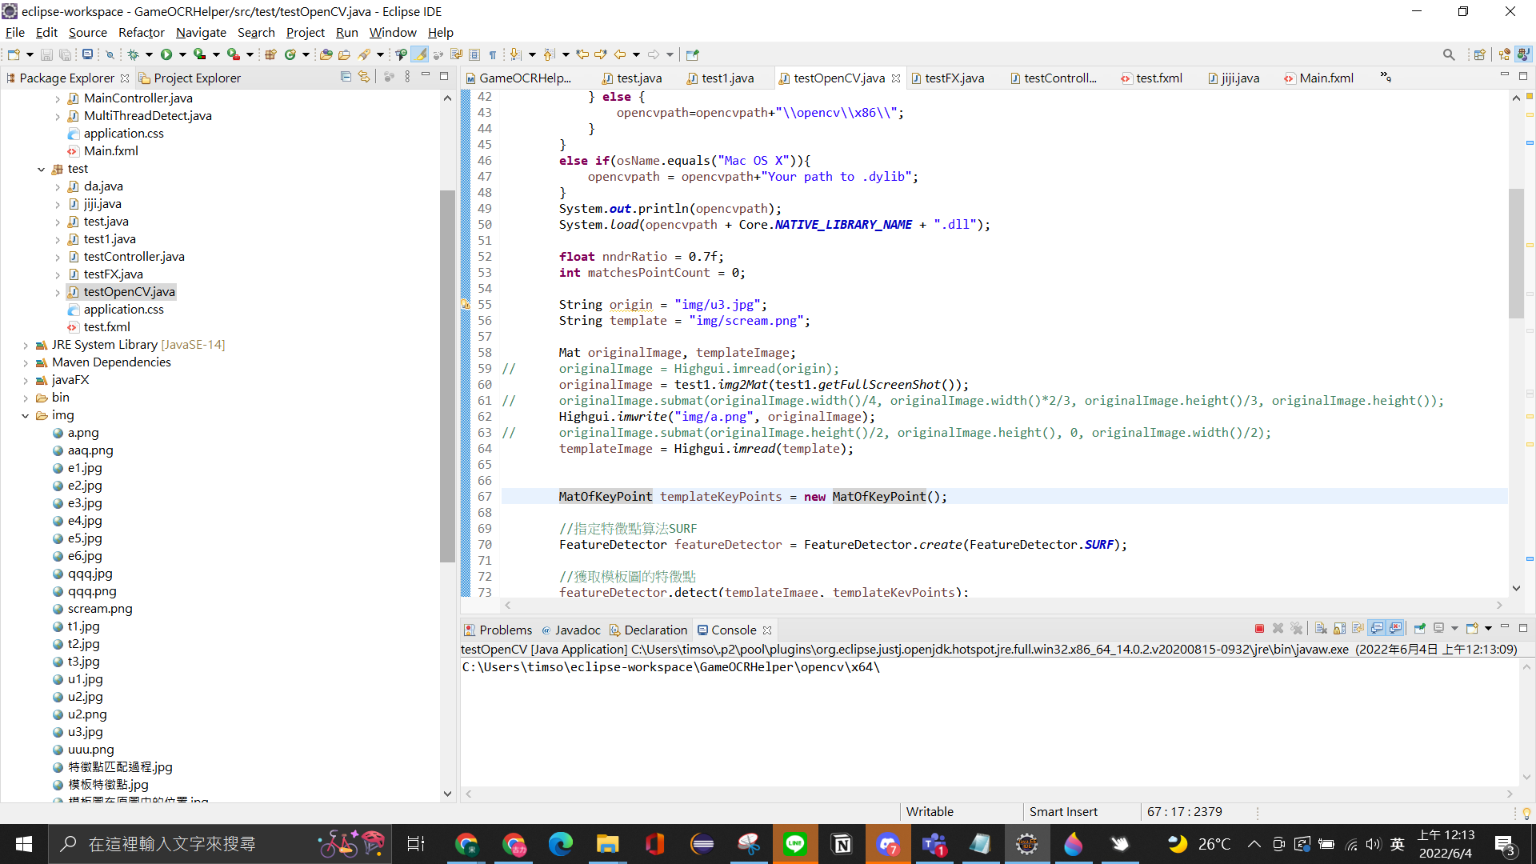 eclipse-workspace - GameOCRHelper/src/test/testOpenCV.java - Eclipse IDE
File Edit Source Refactor Navigate Search Project Run Window Help
Package Explorer Project Explorer
MainController.java
MultiThreadDetect.java
application.css
Main.fxml
test
da.java
jiji.java
test.java
test1.java
testController.java
testFX.java
testOpenCV.java
application.css
test.fxml
JRE System Library [JavaSE-14]
Maven Dependencies
javaFX
bin
img
a.png
aaq.png
e1.jpg
e2.jpg
e3.jpg
e4.jpg
e5.jpg
e6.jpg
qqq.jpg
qqq.png
scream.png
t1.jpg
t2.jpg
t3.jpg
u1.jpg
u2.jpg
u2.png
u3.jpg
uuu.png
特徵點匹配過程.jpg
模板特徵點.jpg
模板圖在原圖中的位置.jpg
GameOCRHelp... test.java test1.java testOpenCV.java testFX.java testControll... test.fxml jiji.java Main.fxml
42 } else {
43 opencvpath=opencvpath+"\\opencv\\x86\\";
44 }
45 }
46 else if(osName.equals("Mac OS X")){
47 opencvpath = opencvpath+"Your path to .dylib";
48 }
49 System.out.println(opencvpath);
50 System.load(opencvpath + Core.NATIVE_LIBRARY_NAME + ".dll");
51
52 float nndrRatio = 0.7f;
53 int matchesPointCount = 0;
54
55 String origin = "img/u3.jpg";
56 String template = "img/scream.png";
57
58 Mat originalImage, templateImage;
59 // originalImage = Highgui.imread(origin);
60 originalImage = test1.img2Mat(test1.getFullScreenShot());
61 // originalImage.submat(originalImage.width()/4, originalImage.width()*2/3, originalImage.height()/3, originalImage.height());
62 Highgui.imwrite("img/a.png", originalImage);
63 // originalImage.submat(originalImage.height()/2, originalImage.height(), 0, originalImage.width()/2);
64 templateImage = Highgui.imread(template);
65
66
67 MatOfKeyPoint templateKeyPoints = new MatOfKeyPoint();
68
69 //指定特徵點算法SURF
70 FeatureDetector featureDetector = FeatureDetector.create(FeatureDetector.SURF);
71
72 //獲取模板圖的特徵點
73 featureDetector.detect(templateImage, templateKeyPoints);
Problems Javadoc Declaration Console
testOpenCV [Java Application] C:\Users\timso\.p2\pool\plugins\org.eclipse.justj.openjdk.hotspot.jre.full.win32.x86_64_14.0.2.v20200815-0932\jre\bin\javaw.exe (2022年6月4日 上午12:13:09)
C:\Users\timso\eclipse-workspace\GameOCRHelper\opencv\x64\
Writable Smart Insert 67 : 17 : 2379
在這裡輸入文字來搜尋
26°C
英
上午 12:13
2022/6/4
3
7
1